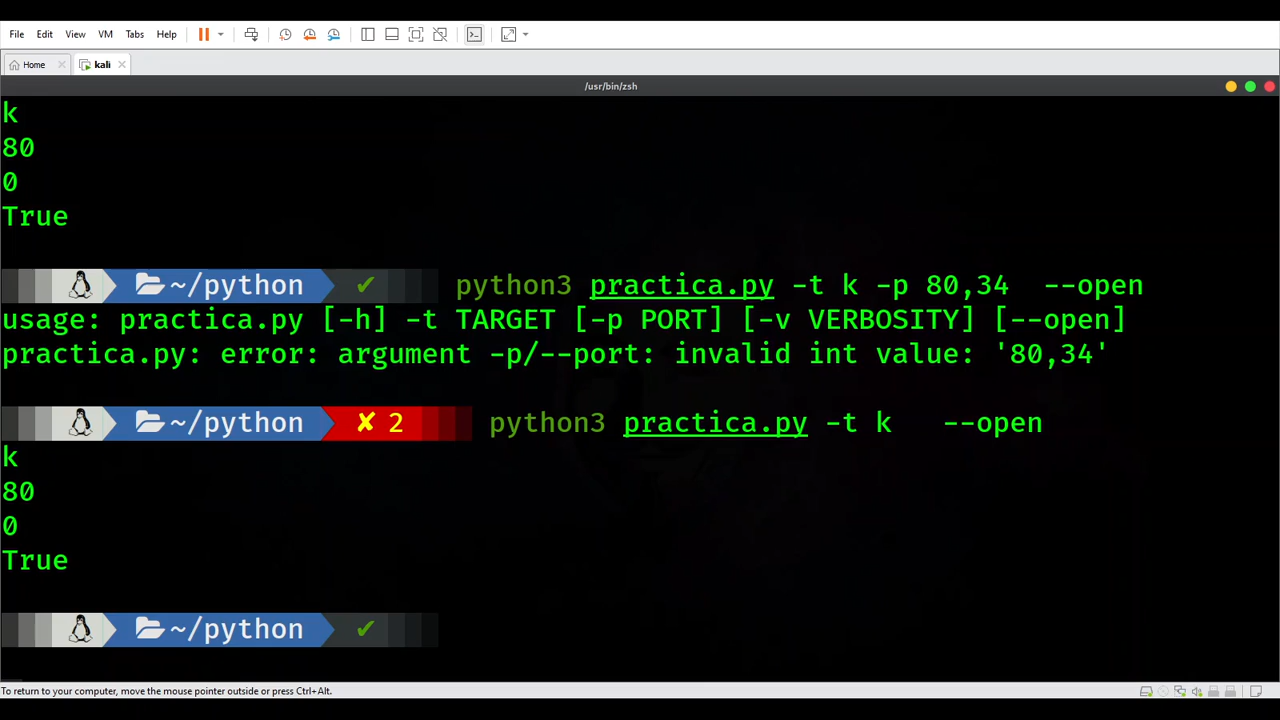 File Edit View VM Tabs Help
Home kali
/usr/bin/zsh
k
80
0
True
~/python ✔ python3 practica.py -t k -p 80,34 --open
usage: practica.py [-h] -t TARGET [-p PORT] [-v VERBOSITY] [--open]
practica.py: error: argument -p/--port: invalid int value: '80,34'
~/python ✘ 2 python3 practica.py -t k --open
k
80
0
True
~/python ✔
To return to your computer, move the mouse pointer outside or press Ctrl+Alt.